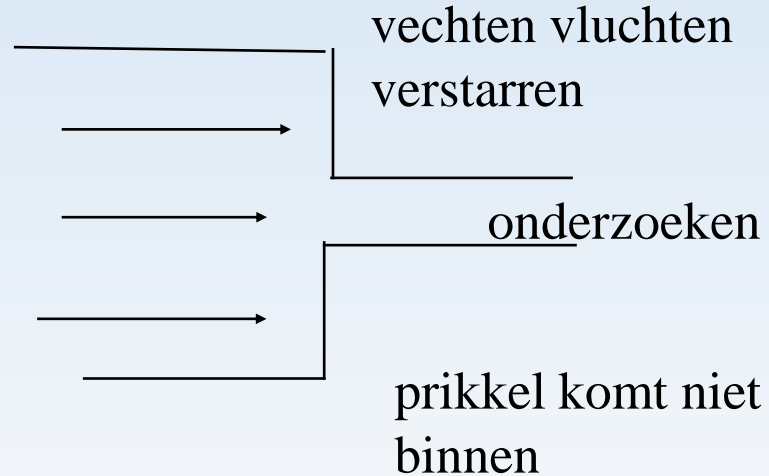 vechten vluchten
verstarren
onderzoeken
prikkel komt niet
binnen